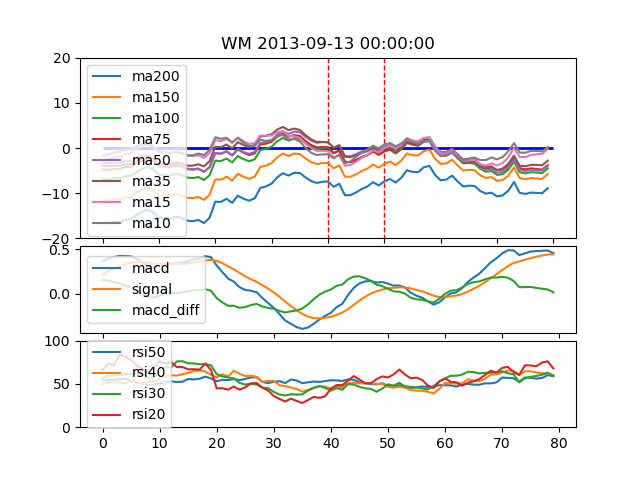 WM 2013-09-13 00:00:00
20
10
0
−10
−20
ma200
ma150
ma100
ma75
ma50
ma35
ma15
ma10
0.5
0.0
macd
signal
macd_diff
100
50
0
rsi50
rsi40
rsi30
rsi20
0 10 20 30 40 50 60 70 80